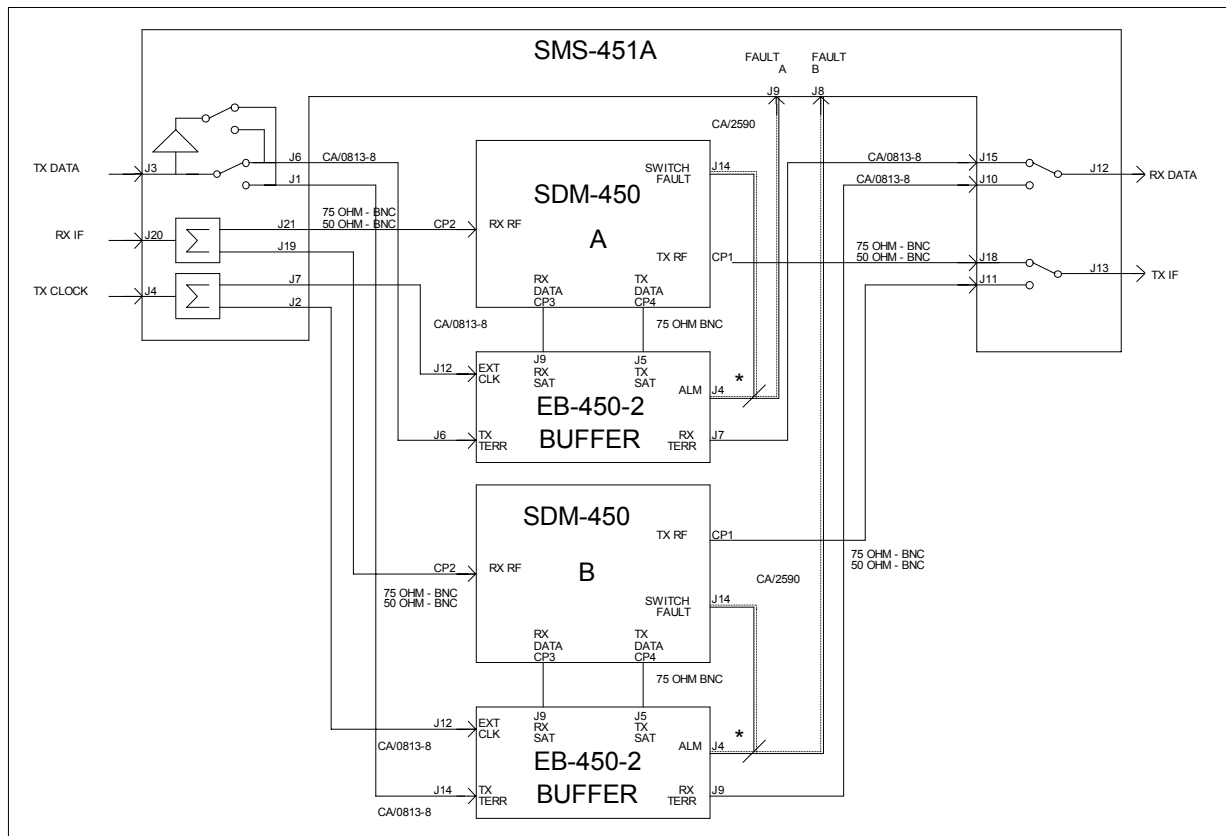 SMS-451A
FAULT
A
FAULT
B
J9
J8
CA/2590
TX DATA
J3
J6
CA/0813-8
J1
RX IF
J20
J21
75 OHM - BNC
50 OHM - BNC
J19
TX CLOCK
J4
J7
J2
CP2
RX RF
SDM-450
A
SWITCH
FAULT
J14
TX RF
CP1
RX
DATA
CP3
TX
DATA
CP4
CA/0813-8
J15
CA/0813-8
J10
J12
RX DATA
75 OHM - BNC
50 OHM - BNC
J18
J11
J13
TX IF
CA/0813-8
75 OHM BNC
J12
EXT
CLK
J9
RX
SAT
J5
TX
SAT
ALM
J4
*
EB-450-2
BUFFER
J6
TX
TERR
RX
TERR
J7
SDM-450
B
TX RF
CP1
CP2
RX RF
75 OHM - BNC
50 OHM - BNC
SWITCH
FAULT
J14
CA/2590
75 OHM - BNC
50 OHM - BNC
RX
DATA
CP3
TX
DATA
CP4
75 OHM BNC
J12
EXT
CLK
CA/0813-8
J9
RX
SAT
J5
TX
SAT
ALM
J4
*
EB-450-2
BUFFER
J14
TX
TERR
CA/0813-8
RX
TERR
J9